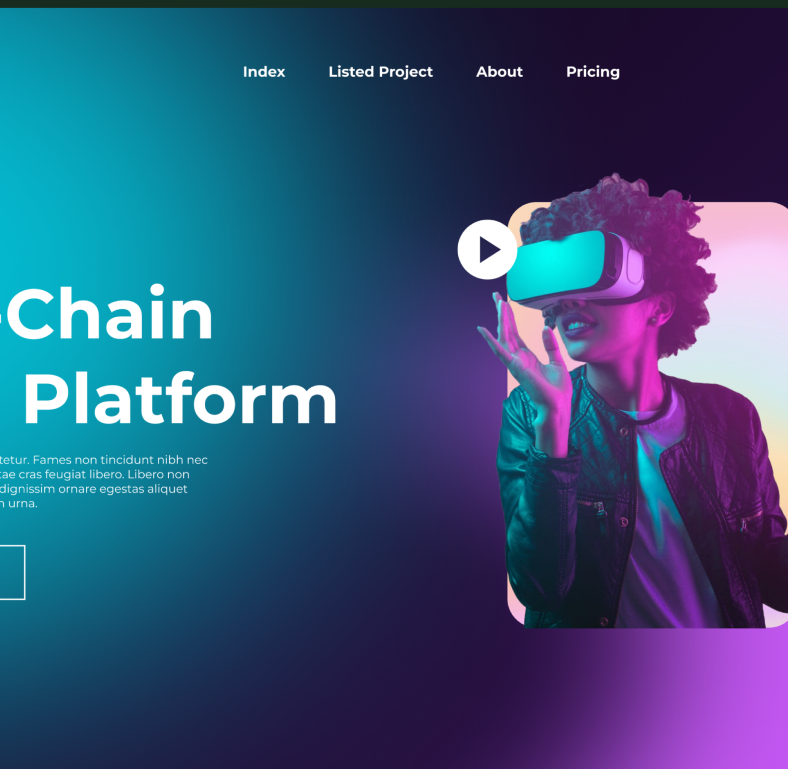 Index Listed Project About Pricing
-Chain
Platform
tetur. Fames non tincidunt nibh nec
tae cras feugiat libero. Libero non
dignissim ornare egestas aliquet
urna.